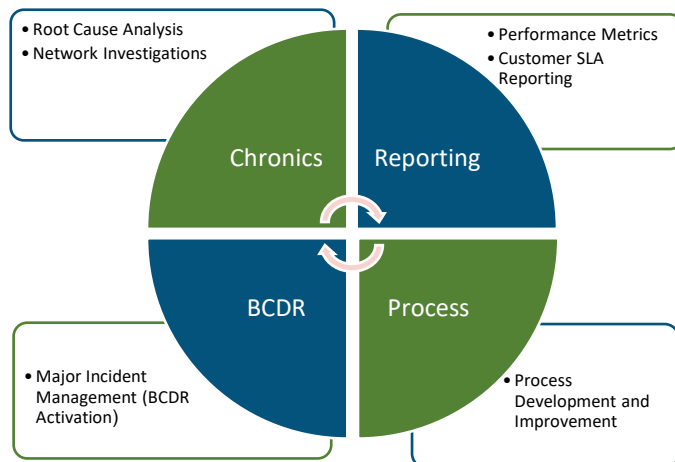 • Root Cause Analysis
• Network Investigations
• Performance Metrics
• Customer SLA
Reporting
Chronics
Reporting
BCDR
Process
• Major Incident
Management (BCDR
Activation)
• Process
Development and
Improvement